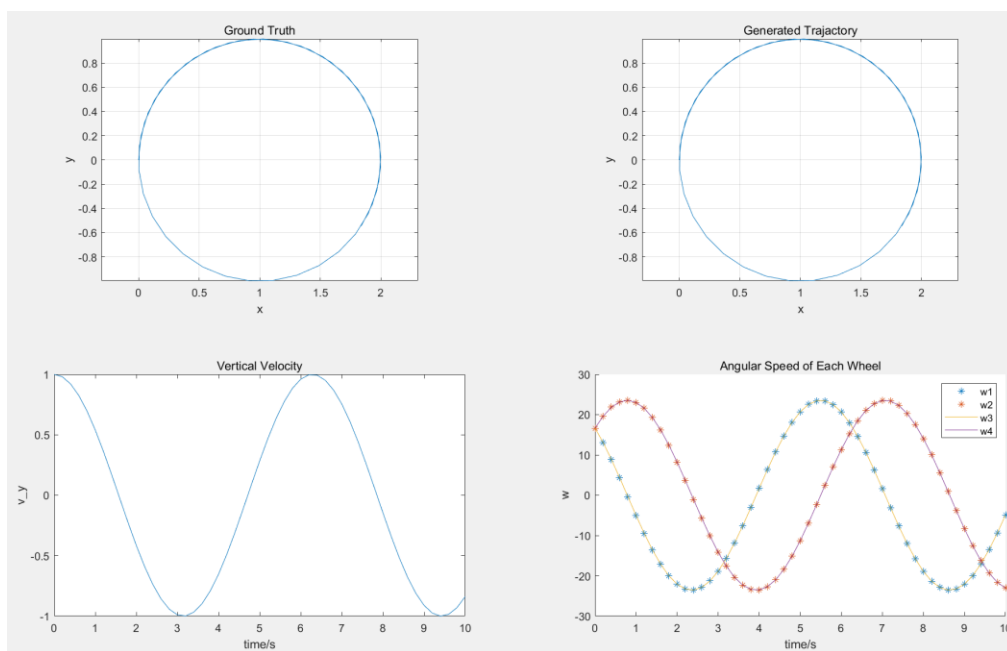 Ground Truth
0.8
0.6
0.4
0.2
0
-0.2
-0.4
-0.6
-0.8
y
0 0.5 1 1.5 2
x
Generated Trajactory
0.8
0.6
0.4
0.2
0
-0.2
-0.4
-0.6
-0.8
y
0 0.5 1 1.5 2
x
Vertical Velocity
1
0.5
0
-0.5
-1
v_y
0 1 2 3 4 5 6 7 8 9 10
time/s
Angular Speed of Each Wheel
30
20
10
0
-10
-20
-30
w
w1
w2
w3
w4
0 1 2 3 4 5 6 7 8 9 10
time/s